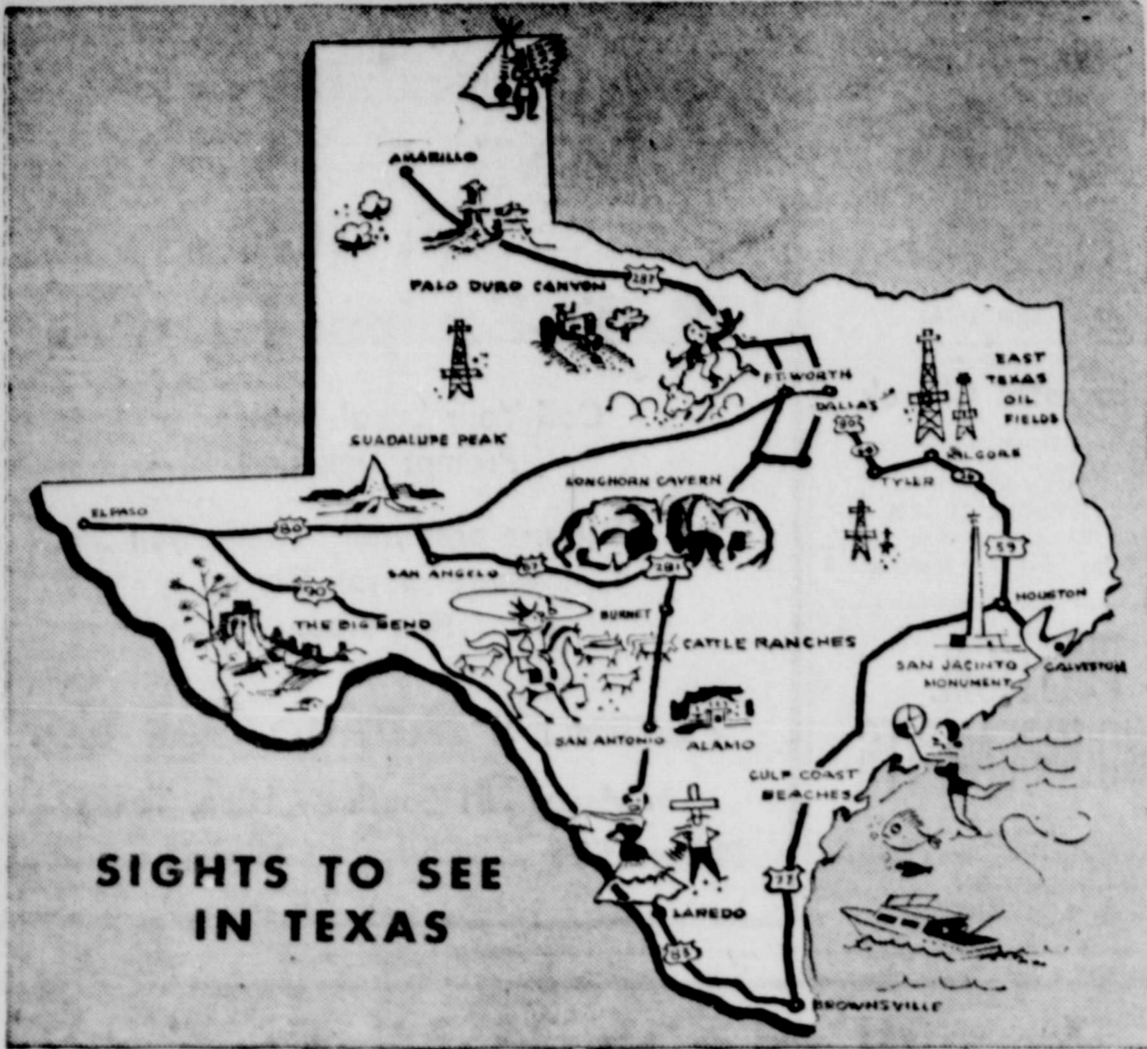 AMARILLO
PALO DURO CANYON
287
FT. WORTH
DALLAS
EAST
TEXAS
OIL
FIELDS
KILGORE
TYLER
GUADALUPE PEAK
LONGHORN CAVERN
EL PASO
80
SAN ANGELO
87
281
59
90
THE BIG BEND
BURNET
CATTLE RANCHES
HOUSTON
SAN JACINTO
MONUMENT
GALVESTON
SAN ANTONIO
ALAMO
GULF COAST
BEACHES
77
LAREDO
83
BROWNSVILLE
SIGHTS TO SEE
IN TEXAS